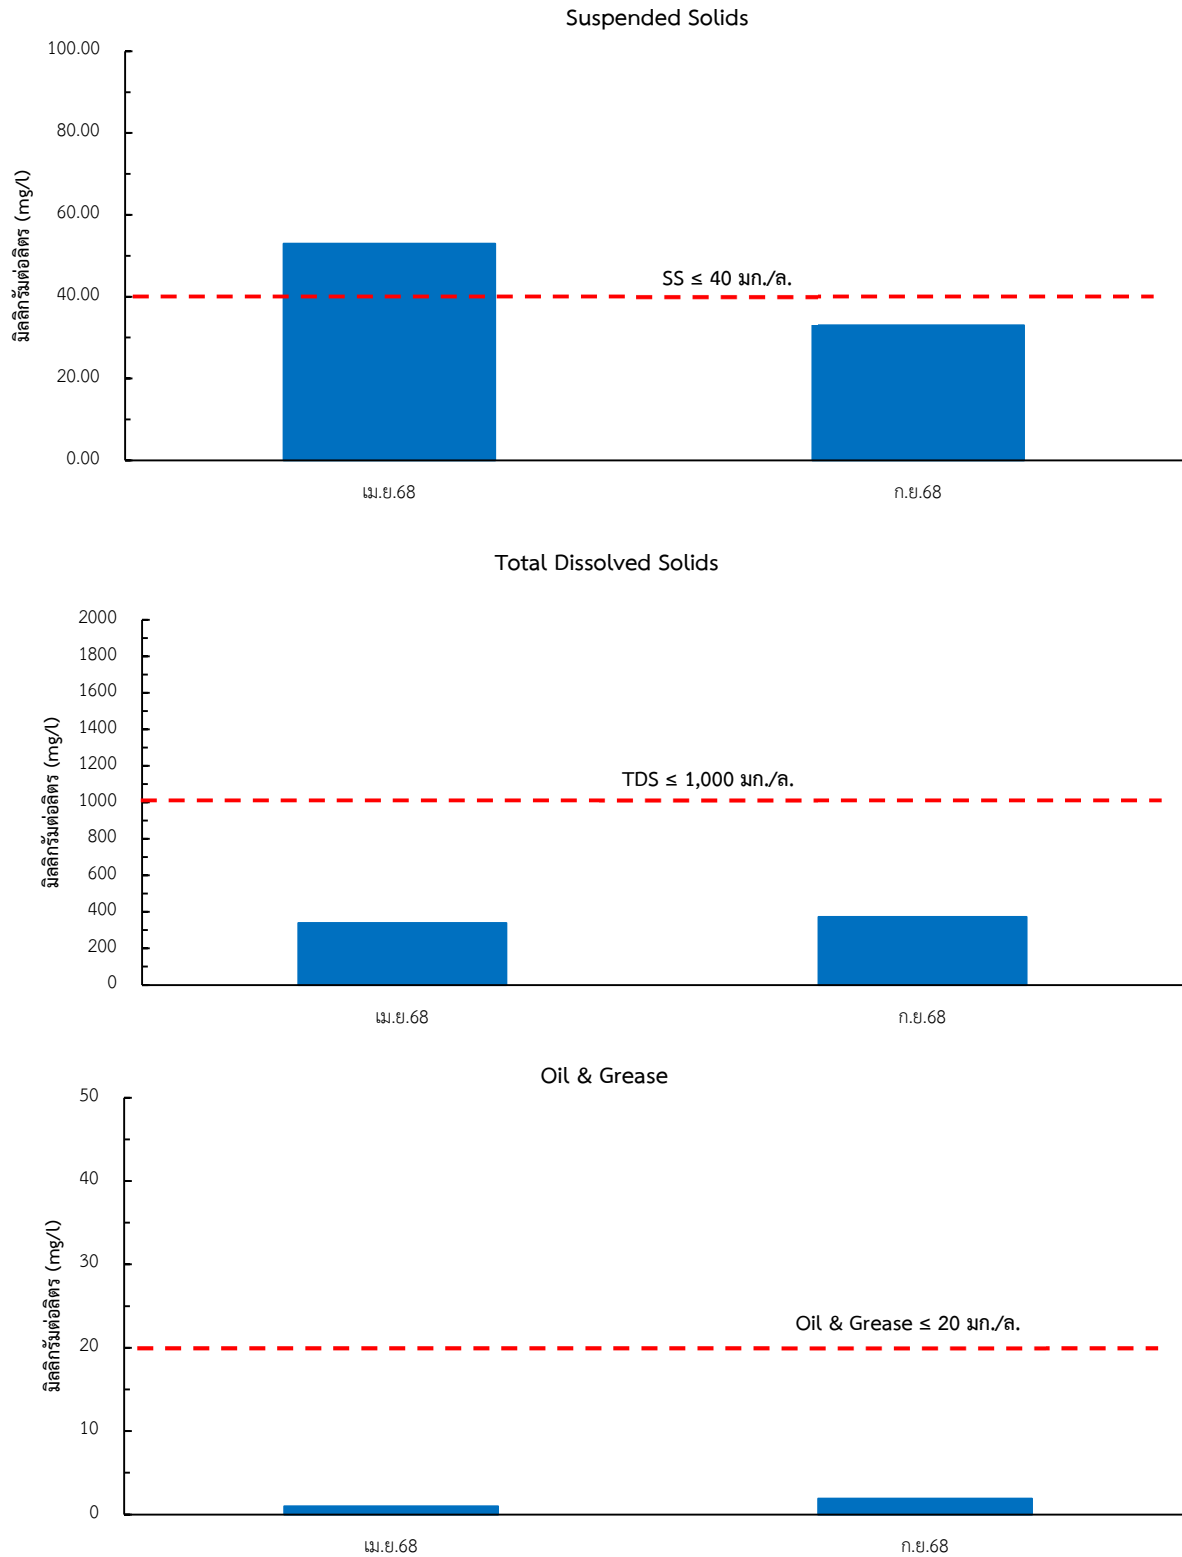 Suspended Solids
มิลลิกรัมต่อลิตร (mg/l)
100.00
80.00
60.00
40.00
20.00
0.00
SS ≤ 40 มก./ล.
เม.ย.68
ก.ย.68
Total Dissolved Solids
มิลลิกรัมต่อลิตร (mg/l)
2000
1800
1600
1400
1200
1000
800
600
400
200
0
TDS ≤ 1,000 มก./ล.
เม.ย.68
ก.ย.68
Oil & Grease
มิลลิกรัมต่อลิตร (mg/l)
50
40
30
20
10
0
Oil & Grease ≤ 20 มก./ล.
เม.ย.68
ก.ย.68